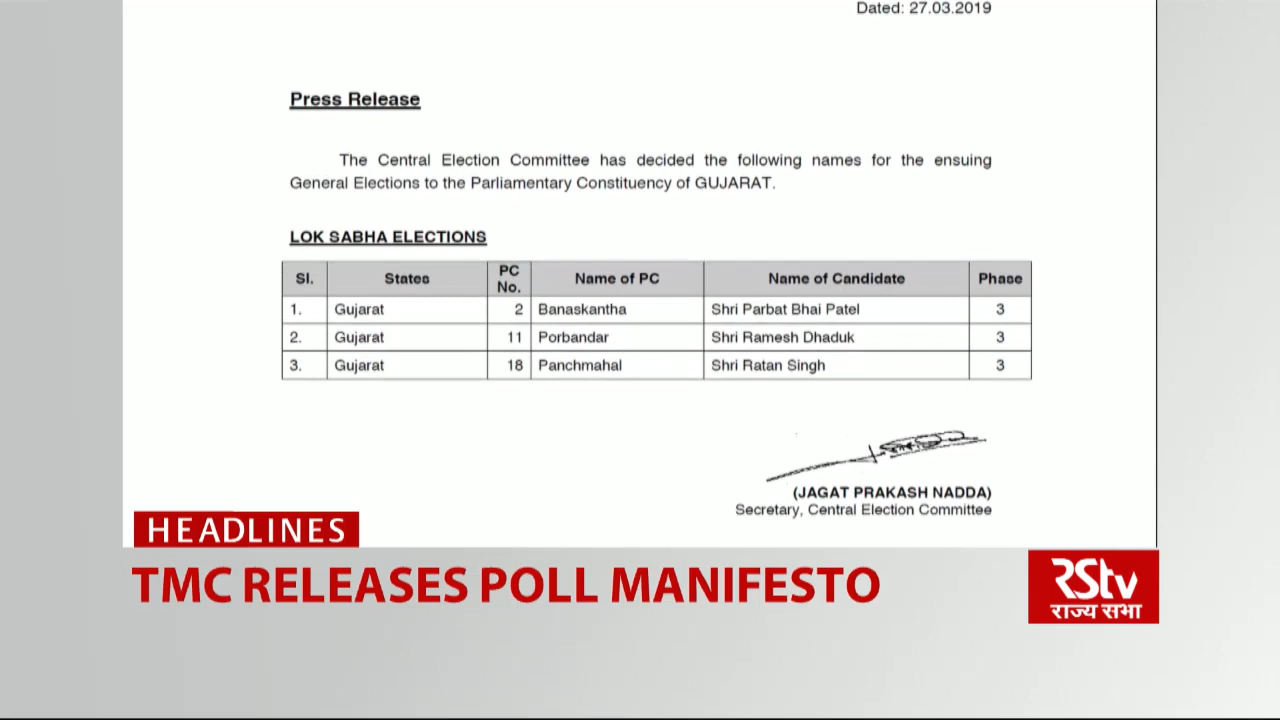 Dated: 27.03.2019
Press Release
The Central Election Committee has decided the following names for the ensuing
General Elections to the Parliamentary Constituency of GUJARAT.
LOK SABHA ELECTIONS
Sl. States PC No. Name of PC Name of Candidate Phase
1. Gujarat 2 Banaskantha Shri Parbat Bhai Patel 3
2. Gujarat 11 Porbandar Shri Ramesh Dhaduk 3
3. Gujarat 18 Panchmahal Shri Ratan Singh 3
(JAGAT PRAKASH NADDA)
Secretary, Central Election Committee
HEADLINES
TMC RELEASES POLL MANIFESTO
RStv
राज्य सभा